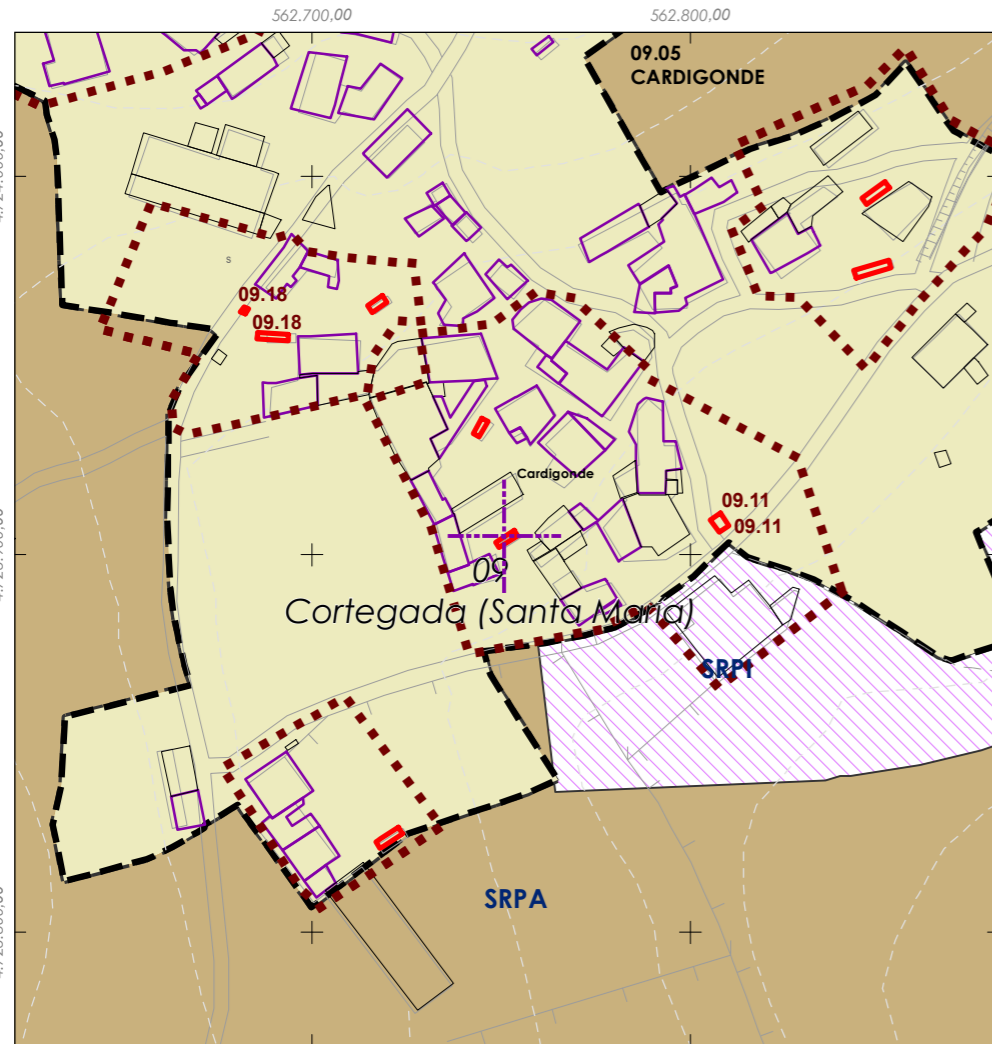 562.700,00
562.800,00
09.05
CARDIGONDE
s
09.18
09.18
Cardigonde
09.11
09.11
09
Cortegada (Santa María)
SRPI
SRPA